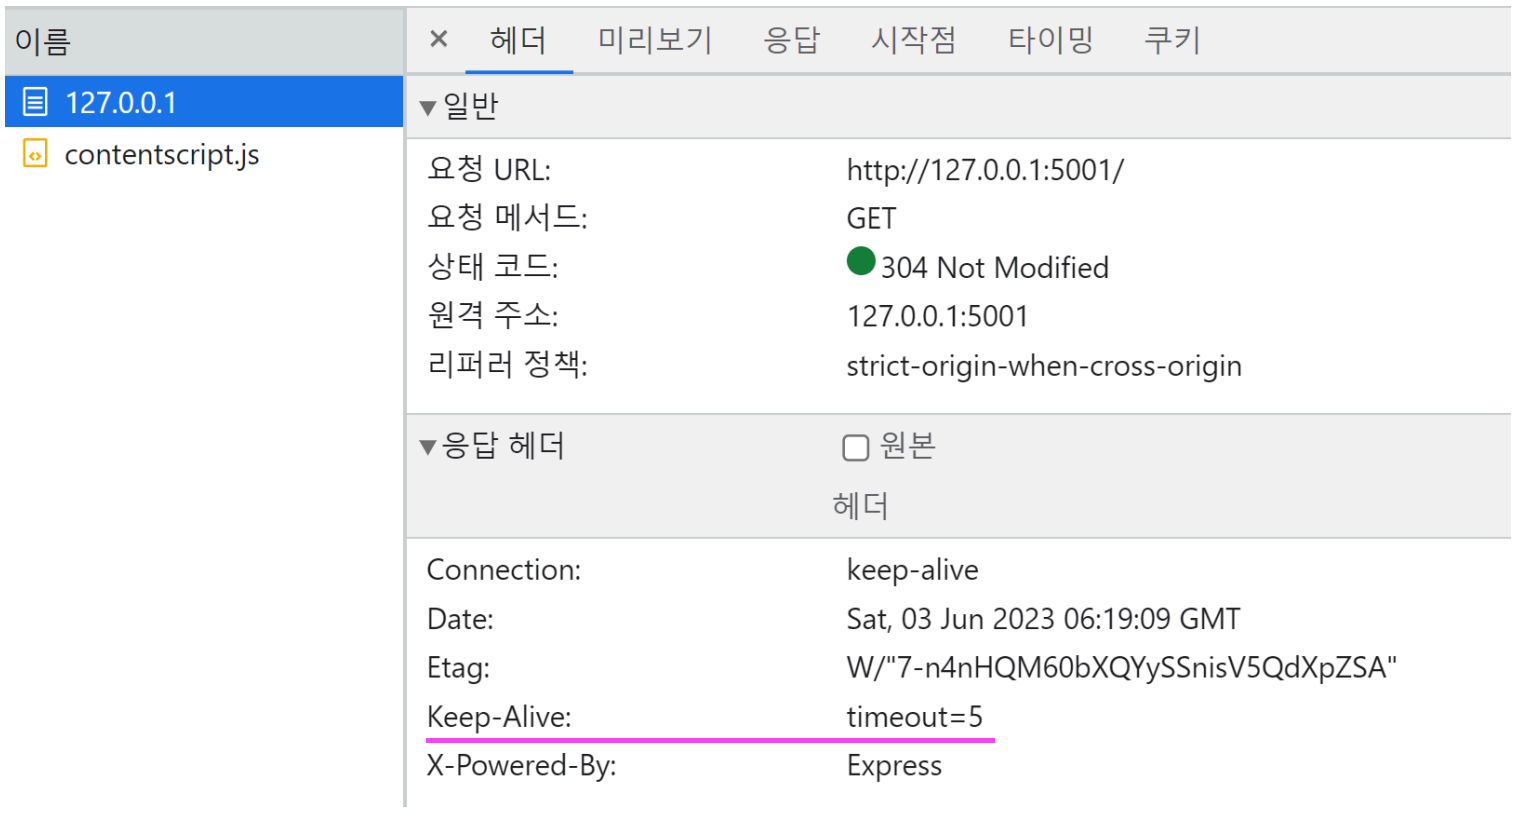 이름
127.0.0.1
contentscript.js
× 헤더 미리보기 응답 시작점 타이밍 쿠키
▼일반
요청 URL: http://127.0.0.1:5001/
요청 메서드: GET
상태 코드: 304 Not Modified
원격 주소: 127.0.0.1:5001
리퍼러 정책: strict-origin-when-cross-origin
▼응답 헤더 원본
헤더
Connection: keep-alive
Date: Sat, 03 Jun 2023 06:19:09 GMT
Etag: W/"7-n4nHQM60bXQYySSnisV5QdXpZSA"
Keep-Alive: timeout=5
X-Powered-By: Express